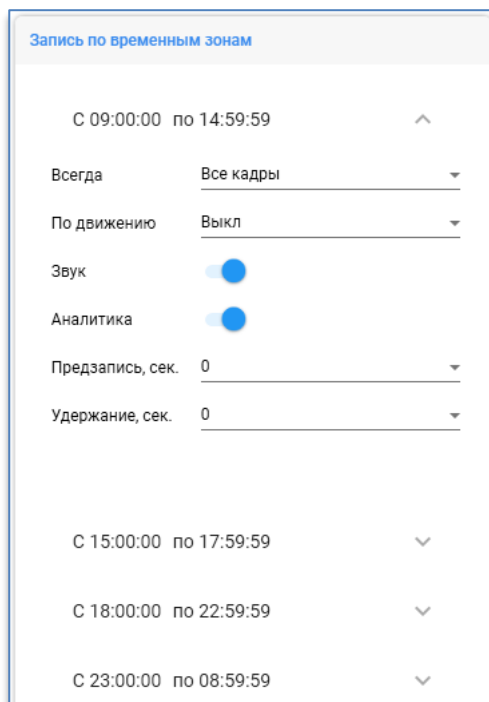 Запись по временным зонам
С 09:00:00 по 14:59:59
Всегда Все кадры
По движению Выкл
Звук
Аналитика
Предзапись, сек. 0
Удержание, сек. 0
С 15:00:00 по 17:59:59
С 18:00:00 по 22:59:59
С 23:00:00 по 08:59:59